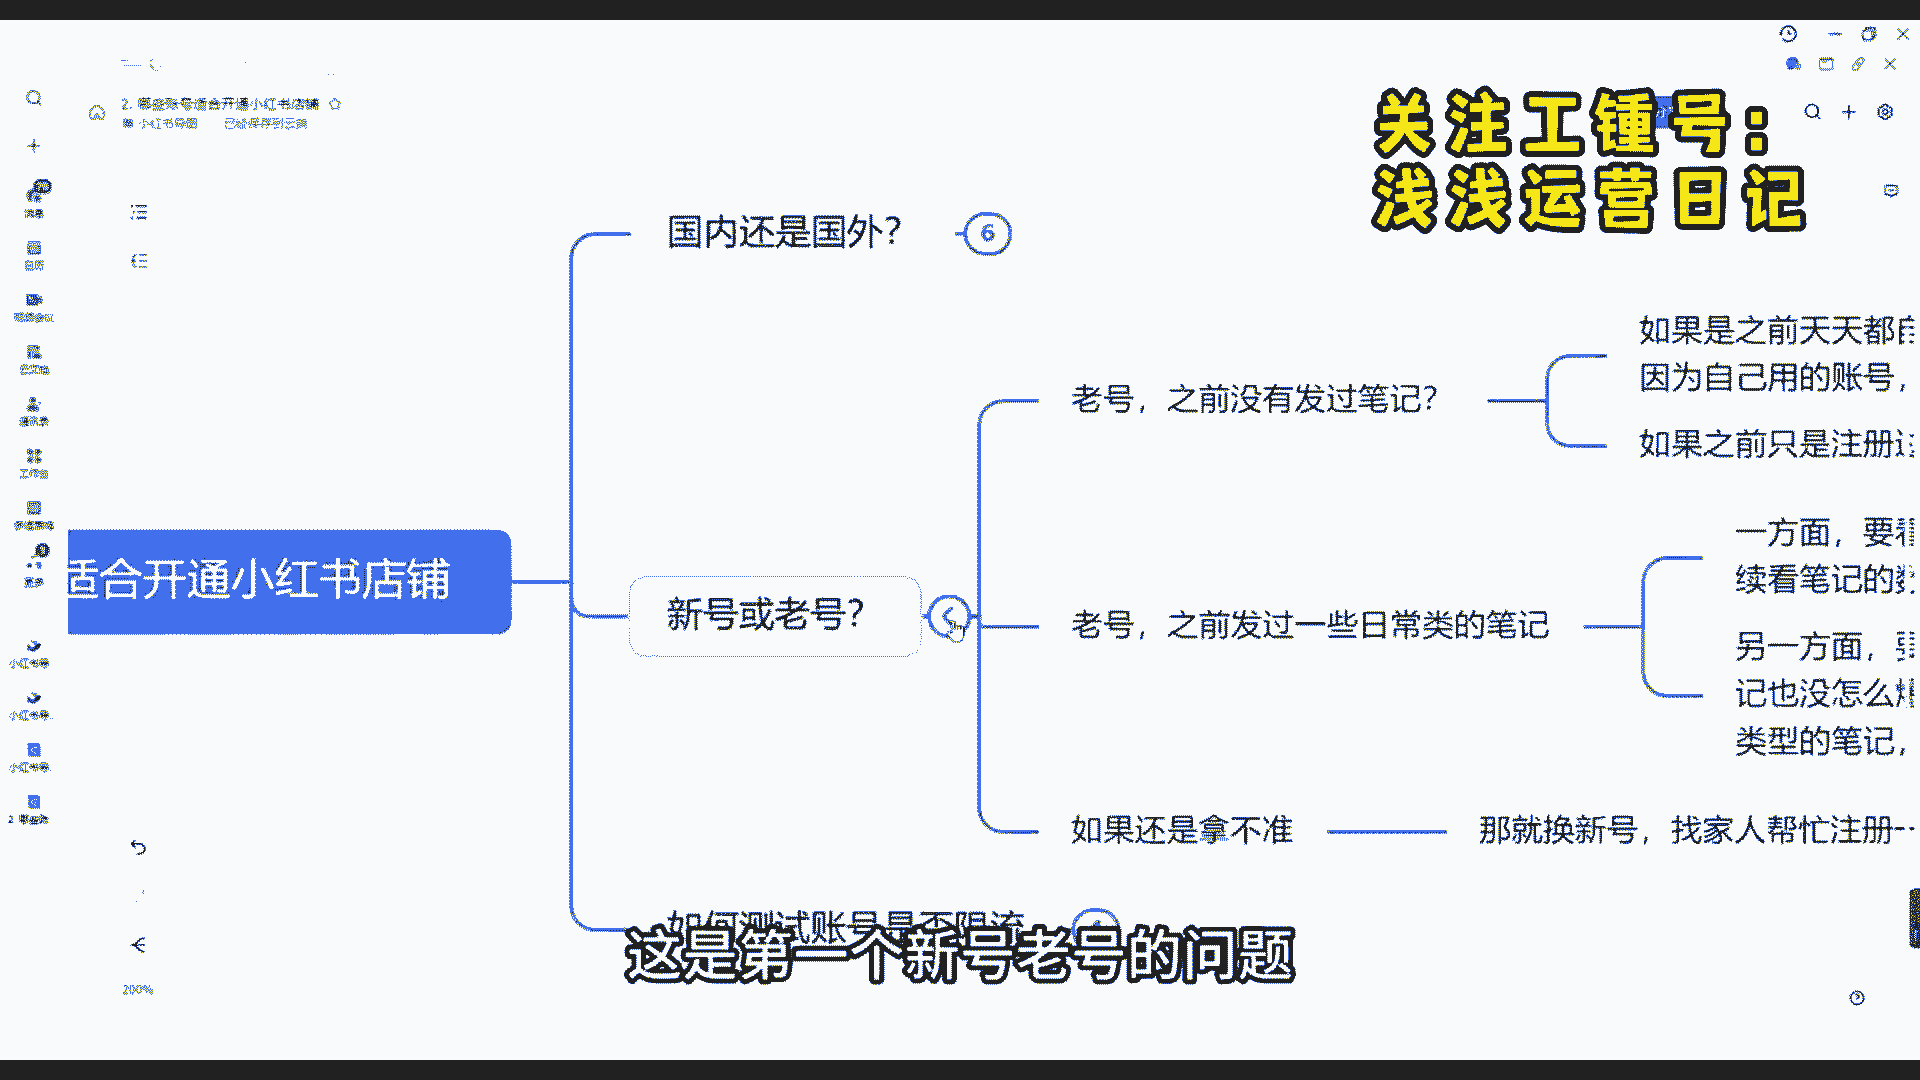 2. 哪些账号适合开通小红书店铺
小红书导图 已经保存到云端
关注工锺号：
浅浅运营日记
国内还是国外？ 6
如果是之前天天都
因为自己用的账号，
老号，之前没有发过笔记？
如果之前只是注册
一方面，要
续看笔记的
适合开通小红书店铺
新号或老号？
老号，之前发过一些日常类的笔记
另一方面，
记也没怎么
类型的笔记，
如果还是拿不准
那就换新号，找家人帮忙注册一
如何测试账号是否限流
这是第一个新号老号的问题
200%